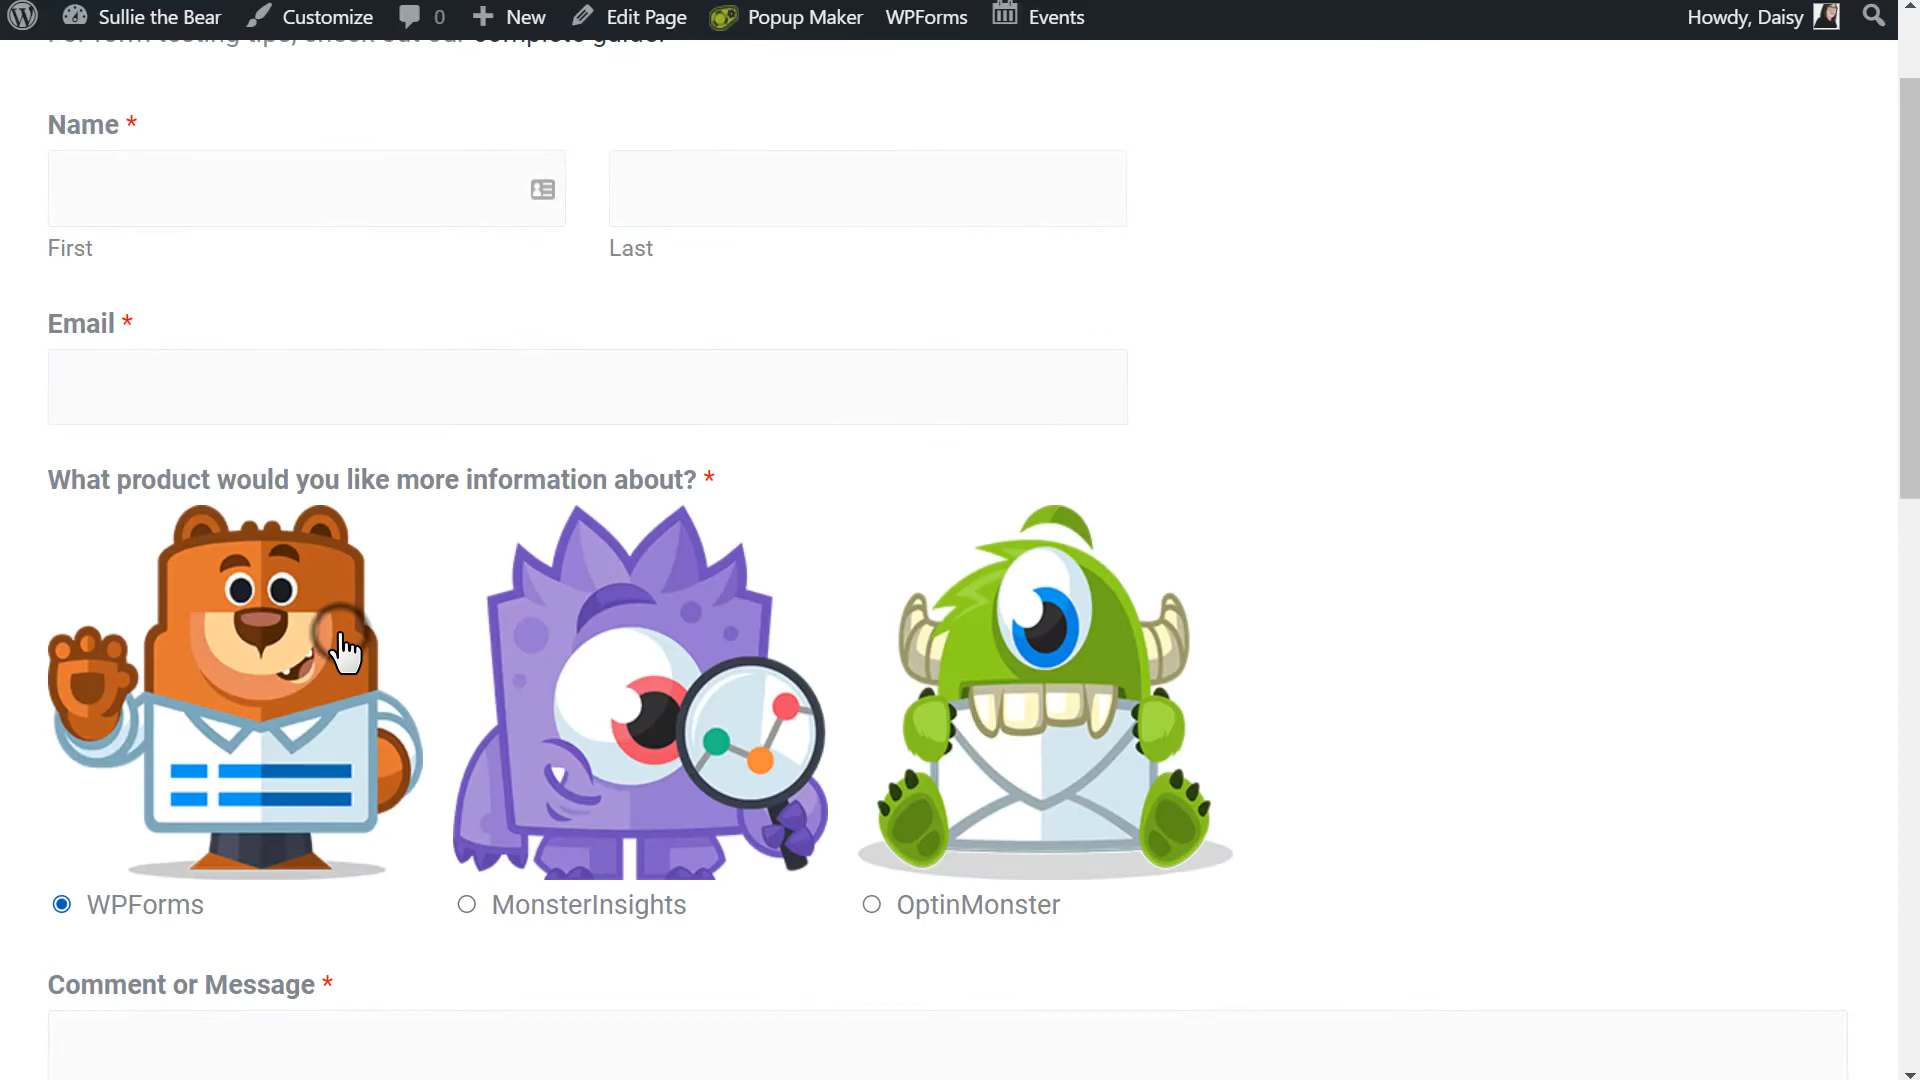 Sullie the Bear Customize 0 New Edit Page Popup Maker WPForms Events Howdy, Daisy
Name *
First Last
Email *
What product would you like more information about? *
WPForms MonsterInsights OptinMonster
Comment or Message *